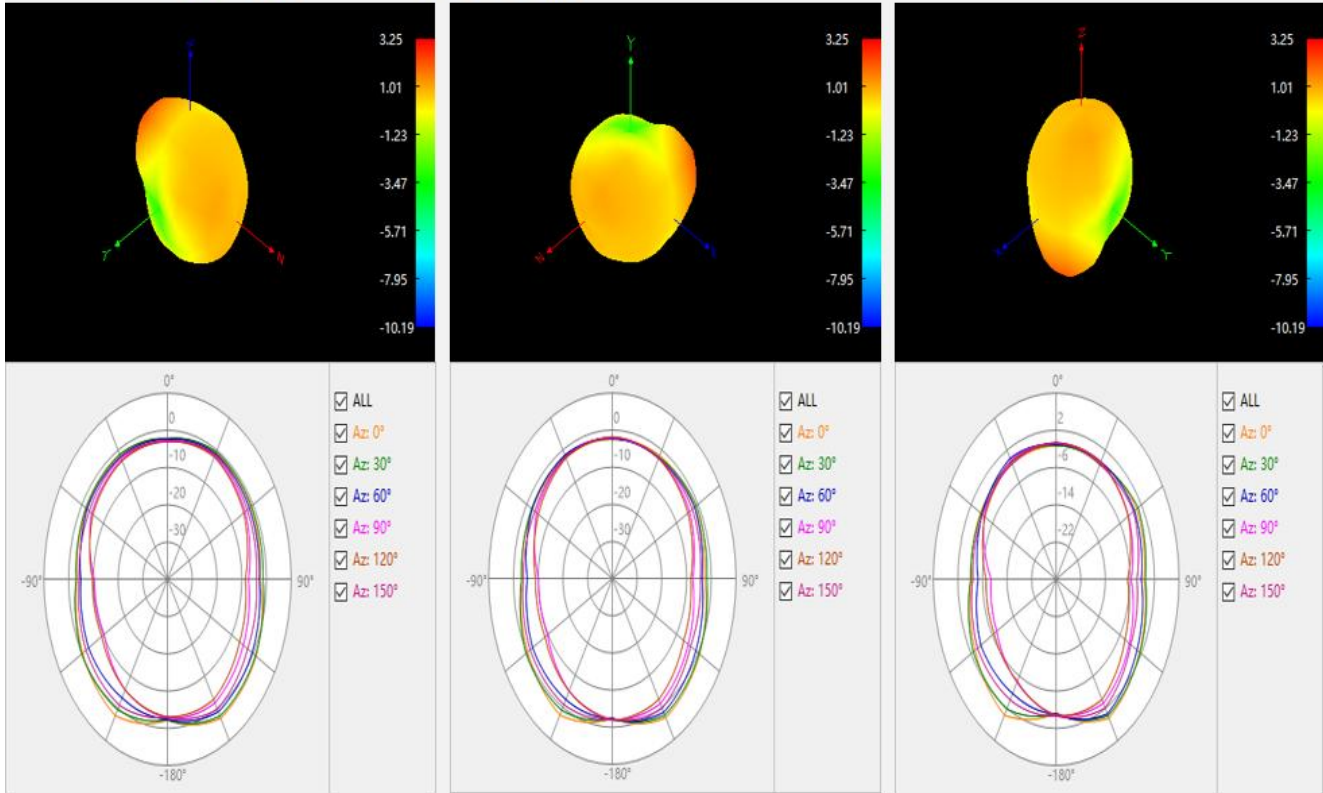 3.25
1.01
-1.23
-3.47
-5.71
-7.95
-10.19
Y
3.25
1.01
-1.23
-3.47
-5.71
-7.95
-10.19
3.25
1.01
-1.23
-3.47
-5.71
-7.95
-10.19
0°
0
-10
-20
-30
-90°
90°
-180°
ALL
Az: 0°
Az: 30°
Az: 60°
Az: 90°
Az: 120°
Az: 150°
0°
0
-10
-20
-30
-90°
90°
-180°
ALL
Az: 0°
Az: 30°
Az: 60°
Az: 90°
Az: 120°
Az: 150°
0°
2
-6
-14
-22
-90°
90°
-180°
ALL
Az: 0°
Az: 30°
Az: 60°
Az: 90°
Az: 120°
Az: 150°